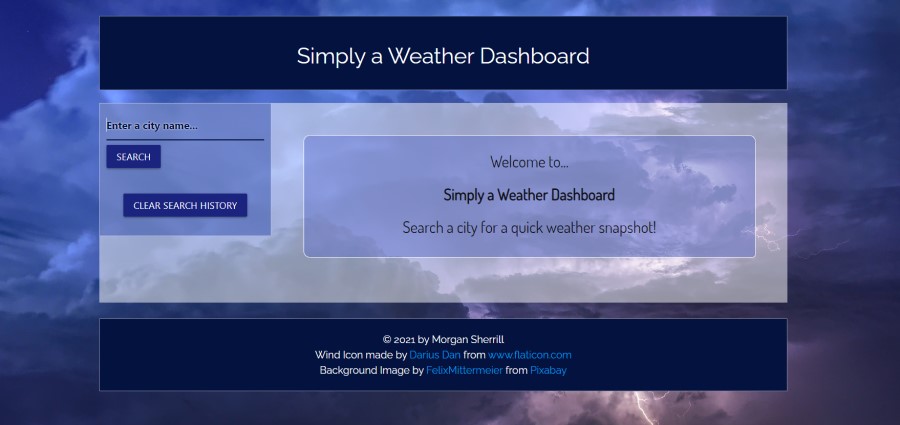 Simply a Weather Dashboard
Enter a city name...
SEARCH
CLEAR SEARCH HISTORY
Welcome to...
Simply a Weather Dashboard
Search a city for a quick weather snapshot!
© 2021 by Morgan Sherrill
Wind Icon made by Darius Dan from www.flaticon.com
Background Image by FelixMittermeier from Pixabay